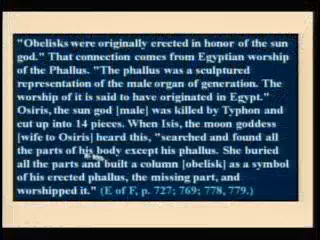 "Obelisks were originally erected in honor of the sun
god." That connection comes from Egyptian worship
of the Phallus. "The phallus was a sculptured
representation of the male organ of generation. The
worship of it is said to have originated in Egypt."
Osiris, the sun god [male] was killed by Typhon and
cut up into 14 pieces. When Isis, the moon goddess
[wife to Osiris] heard this, "searched and found all
the parts of his body except his phallus. She buried
all the parts and built a column [obelisk] as a symbol
of his erected phallus, the missing part, and
worshipped it." (E of F, p. 727; 769; 778, 779.)